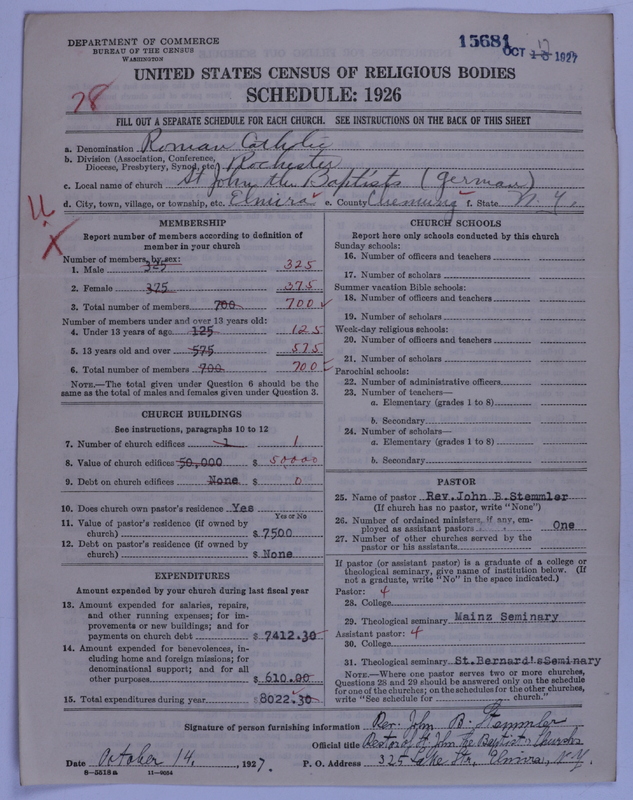 DEPARTMENT OF COMMERCE
BUREAU OF THE CENSUS
WASHINGTON
15681
OCT 18 1927
UNITED STATES CENSUS OF RELIGIOUS BODIES
SCHEDULE: 1926
78
FILL OUT A SEPARATE SCHEDULE FOR EACH CHURCH. SEE INSTRUCTIONS ON THE BACK OF THIS SHEET
a. Denomination Roman Catholic
b. Division (Association, Conference, Diocese, Presbytery, Synod, etc.) Rochester
c. Local name of church St John the Baptists (German)
d. City, town, village, or township, etc. Elmira e. County Chemung f. State N. Y.
MEMBERSHIP
Report number of members according to definition of
member in your church
Number of members, by sex:
1. Male 325 325
2. Female 375 375
3. Total number of members 700 700
Number of members under and over 13 years old:
4. Under 13 years of age 125 125
5. 13 years old and over 575 575
6. Total number of members 700 700
NOTE.—The total given under Question 6 should be
same as the total of males and females given under Question 3.
CHURCH BUILDINGS
See instructions, paragraphs 10 to 12
7. Number of church edifices 1 1
8. Value of church edifices 50,000 $ 50,000
9. Debt on church edifices None $ 0
10. Does church own pastor's residence Yes
Yes or No
11. Value of pastor's residence (if owned by
church) $ 7500
12. Debt on pastor's residence (if owned by
church) $ None
EXPENDITURES
Amount expended by your church during last fiscal year
13. Amount expended for salaries, repairs,
and other running expenses; for im-
provements or new buildings; and for
payments on church debt $ 7412.30
14. Amount expended for benevolences, in-
cluding home and foreign missions; for
denominational support; and for all
other purposes $ 610.00
15. Total expenditures during year $ 8022.30
CHURCH SCHOOLS
Report here only schools conducted by this church
Sunday schools:
16. Number of officers and teachers
17. Number of scholars
Summer vacation Bible schools:
18. Number of officers and teachers
19. Number of scholars
Week-day religious schools:
20. Number of officers and teachers
21. Number of scholars
Parochial schools:
22. Number of administrative officers
23. Number of teachers—
a. Elementary (grades 1 to 8)
b. Secondary
24. Number of scholars—
a. Elementary (grades 1 to 8)
b. Secondary
PASTOR
25. Name of pastor Rev. John B. Stemmler
(If church has no pastor, write "None")
26. Number of ordained ministers, if any, em-
ployed as assistant pastors One
27. Number of other churches served by the
pastor or his assistants
If pastor (or assistant pastor) is a graduate of a college or
theological seminary, give name of institution below. (If
not a graduate, write "No" in the space indicated.)
Pastor: 4
28. College
29. Theological seminary Mainz Seminary
Assistant pastor: 4
30. College
31. Theological seminary St.Bernard'sSeminary
NOTE.—Where one pastor serves two or more churches,
Questions 28 and 29 should be answered only on the schedule
for one of the churches; on the schedules for the other churches,
write "See schedule for church."
Signature of person furnishing information Rev. John B. Stemmler
Official title Rector of St. John the Baptist Church
Date October 14, 1927. P. O. Address 325 Lake Str., Elmira, N.Y.
8—5518a 11—9054